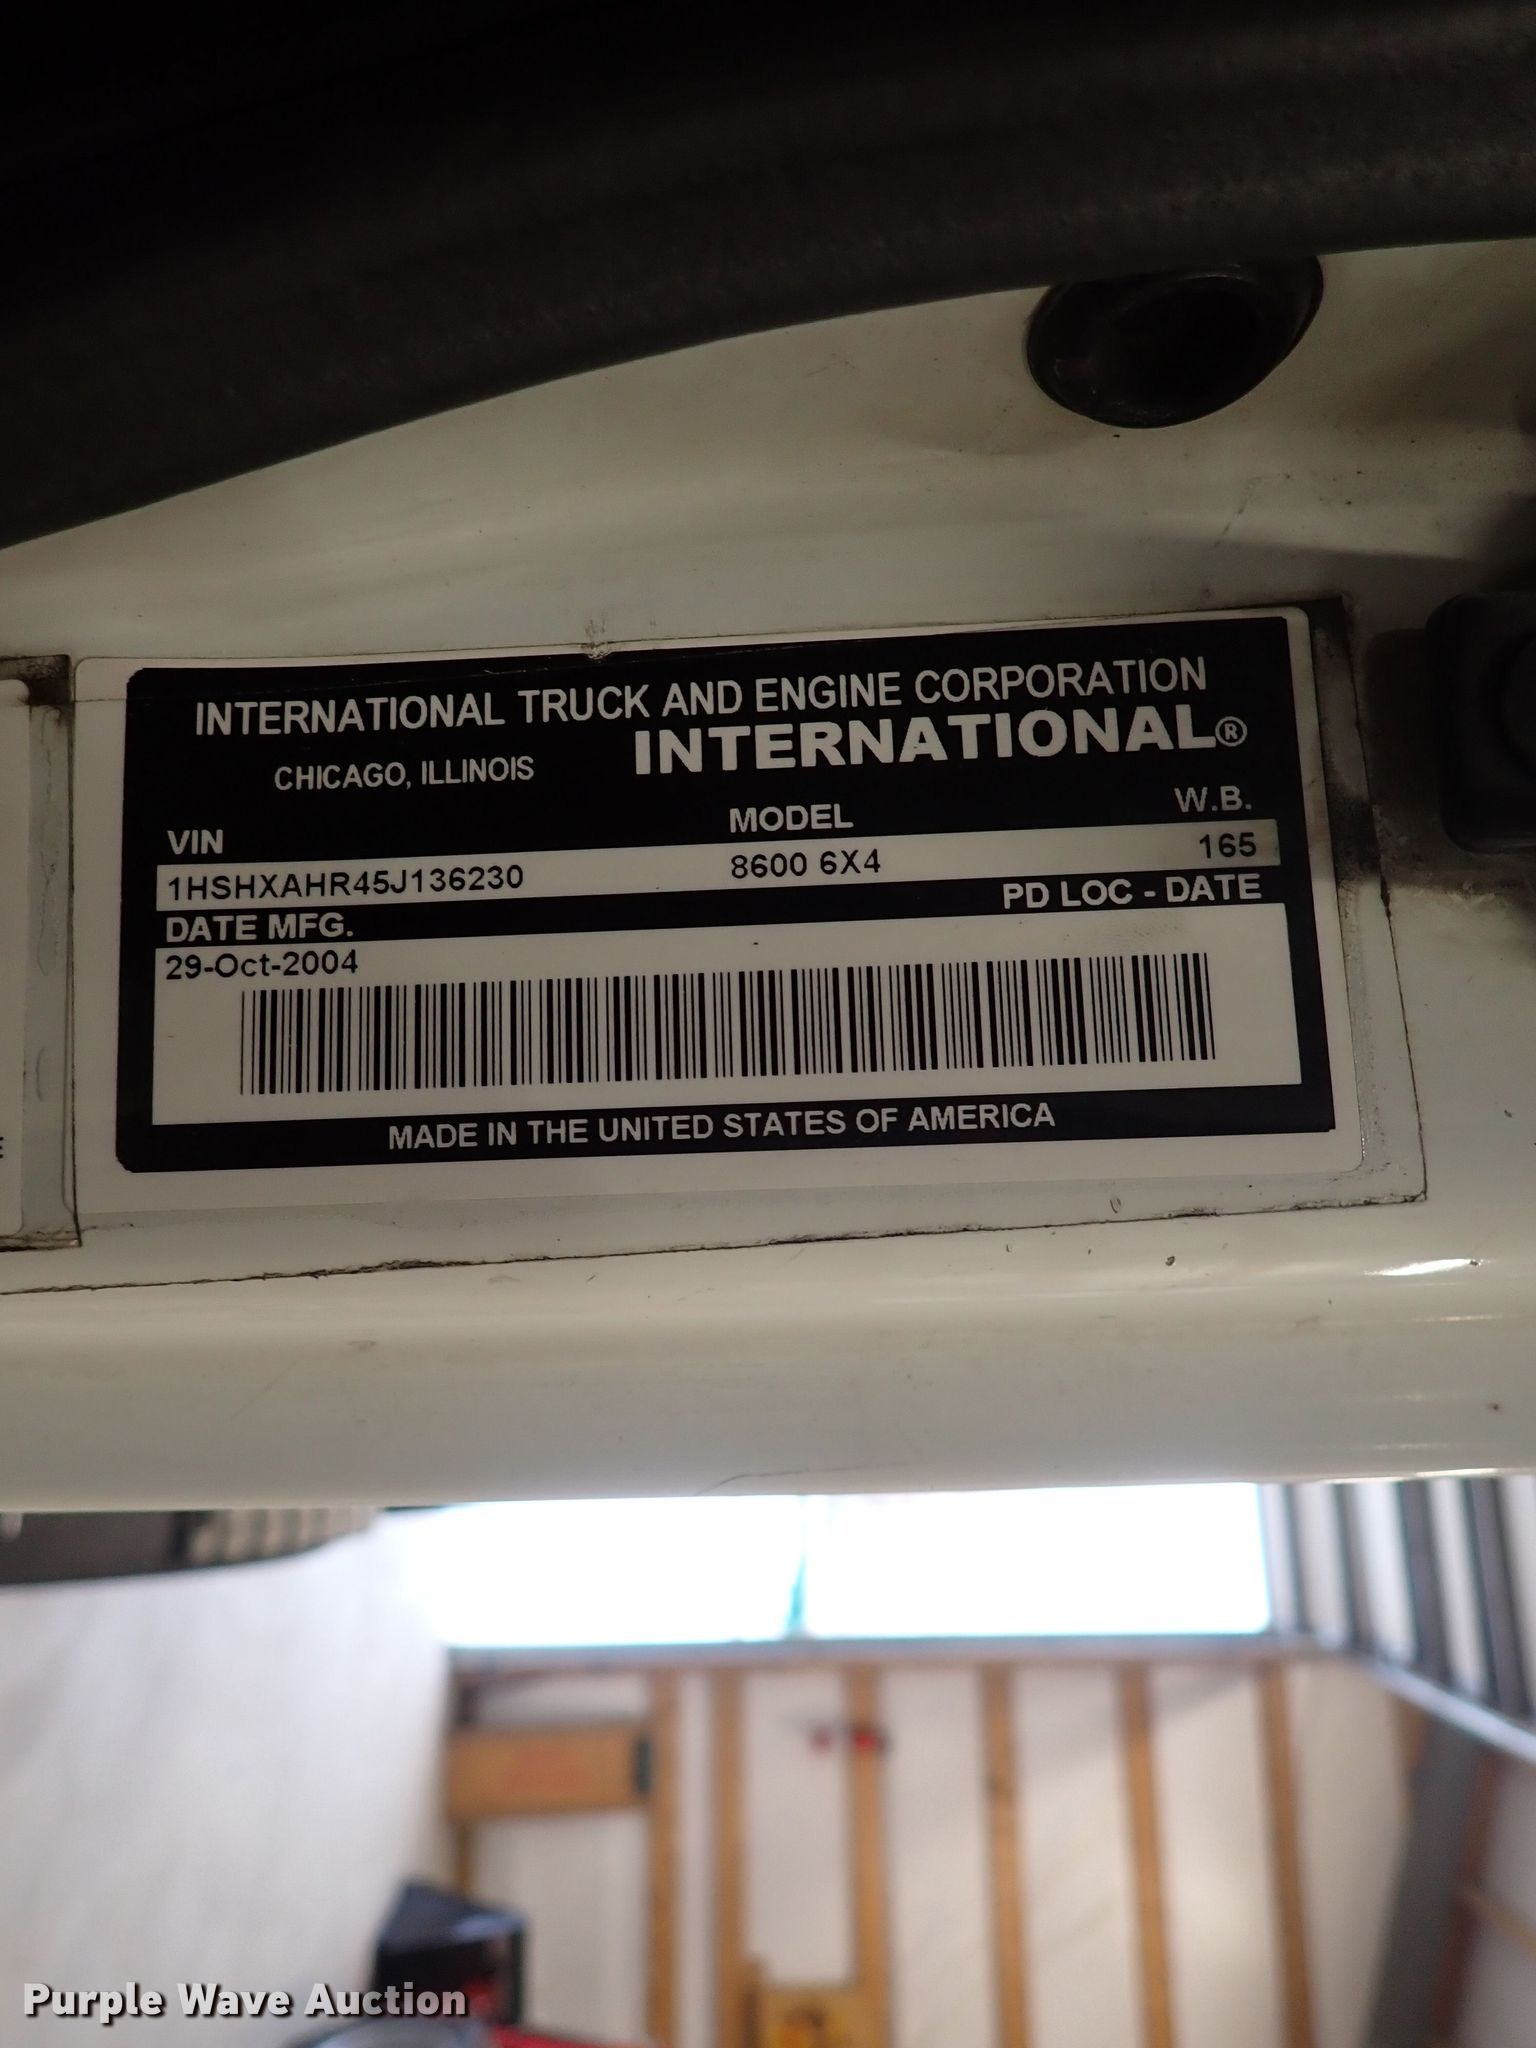 INTERNATIONAL TRUCK AND ENGINE CORPORATION
CHICAGO, ILLINOIS INTERNATIONAL®
VIN MODEL W.B.
1HSHXAHR45J136230 8600 6X4 165
DATE MFG. PD LOC - DATE
29-Oct-2004
MADE IN THE UNITED STATES OF AMERICA
E
Purple Wave Auction